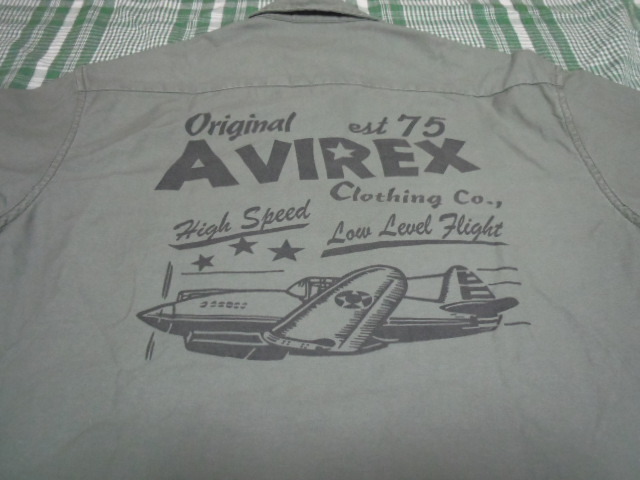 Original est 75
AVIREX
Clothing Co.,
High Speed
Low Level Flight